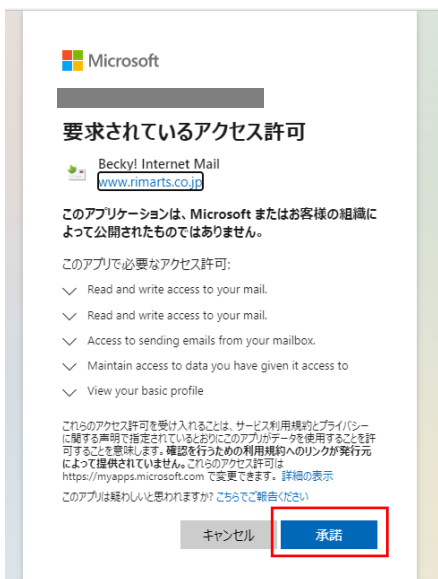 Microsoft
要求されているアクセス許可
Becky! Internet Mail
www.rimarts.co.jp
このアプリケーションは、Microsoft またはお客様の組織に
よって公開されたものではありません。
このアプリで必要なアクセス許可:
Read and write access to your mail.
Read and write access to your mail.
Access to sending emails from your mailbox.
Maintain access to data you have given it access to
View your basic profile
これらのアクセス許可を受け入れることは、サービス利用規約とプライバシー
に関する声明で指定されているとおりにこのアプリがデータを使用することを許
可することを意味します。確認を行うための利用規約へのリンクが発行元
によって提供されていません。これらのアクセス許可は
https://myapps.microsoft.com で変更できます。詳細の表示
このアプリは疑わしいと思われますか? こちらでご報告ください
キャンセル 承諾